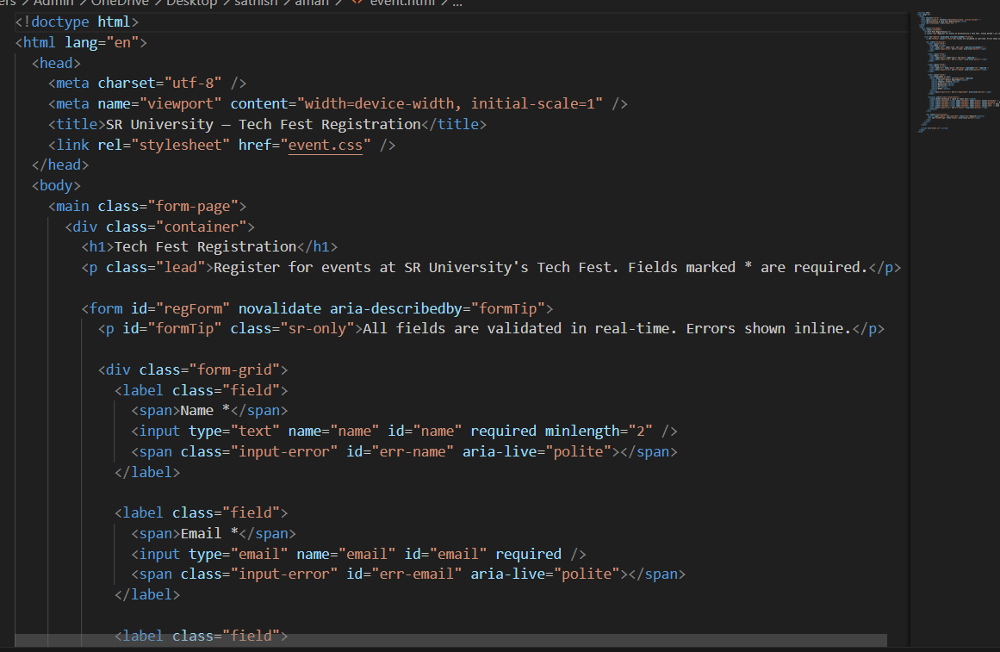 Admin > OneDrive > Desktop > sathish > aman > <> event.html > ...
<!doctype html>
<html lang="en">
<head>
<meta charset="utf-8" />
<meta name="viewport" content="width=device-width, initial-scale=1" />
<title>SR University — Tech Fest Registration</title>
<link rel="stylesheet" href="event.css" />
</head>
<body>
<main class="form-page">
<div class="container">
<h1>Tech Fest Registration</h1>
<p class="lead">Register for events at SR University's Tech Fest. Fields marked * are required.</p>
<form id="regForm" novalidate aria-describedby="formTip">
<p id="formTip" class="sr-only">All fields are validated in real-time. Errors shown inline.</p>
<div class="form-grid">
<label class="field">
<span>Name *</span>
<input type="text" name="name" id="name" required minlength="2" />
<span class="input-error" id="err-name" aria-live="polite"></span>
</label>
<label class="field">
<span>Email *</span>
<input type="email" name="email" id="email" required />
<span class="input-error" id="err-email" aria-live="polite"></span>
</label>
<label class="field">